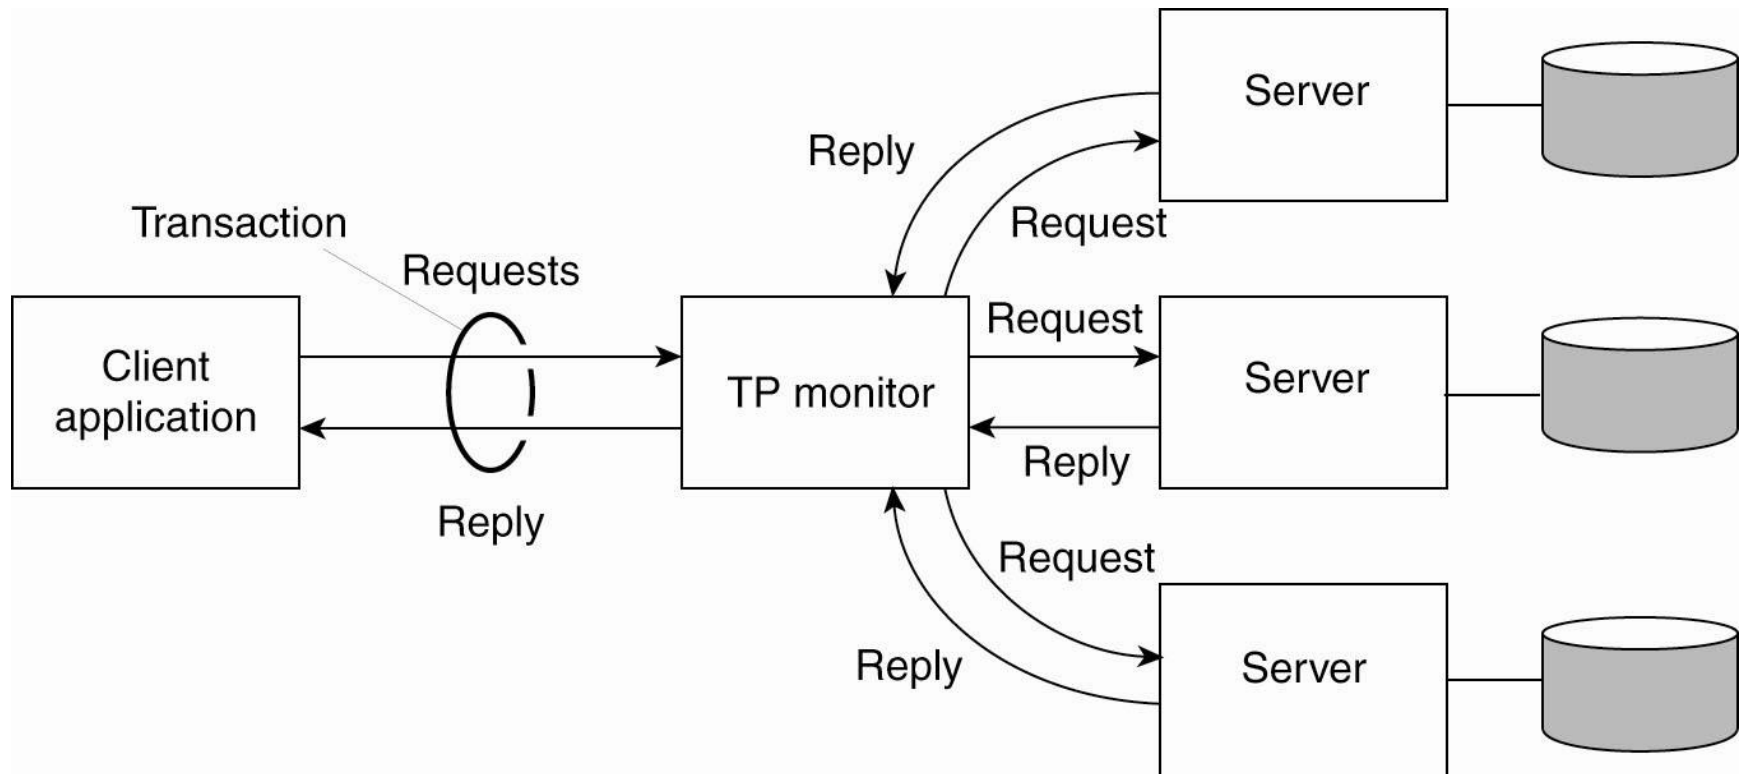 Server
Reply
Transaction
Request
Requests
Request
Client
application
TP monitor
Server
Reply
Reply
Request
Reply
Server